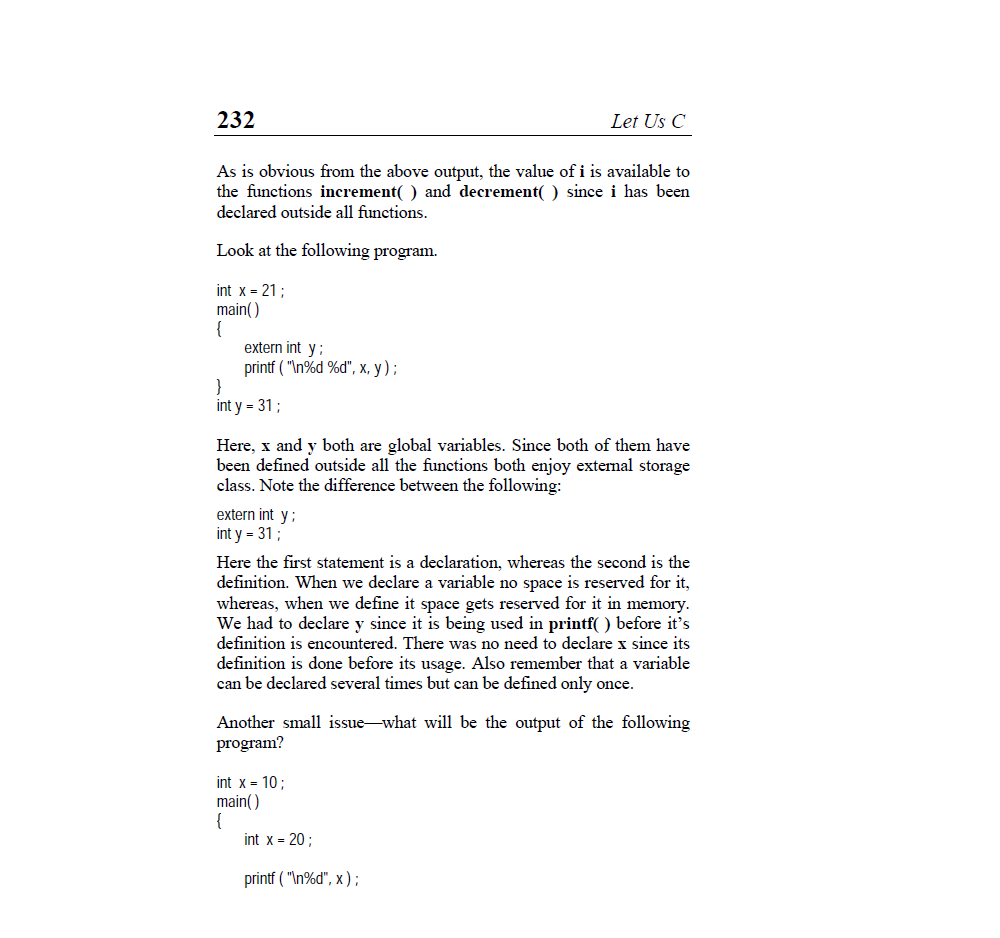 232 Let Us C
As is obvious from the above output, the value of i is available to
the functions increment( ) and decrement( ) since i has been
declared outside all functions.
Look at the following program.
int x = 21 ;
main( )
{
extern int y ;
printf ( "\n%d %d", x, y ) ;
}
int y = 31 ;
Here, x and y both are global variables. Since both of them have
been defined outside all the functions both enjoy external storage
class. Note the difference between the following:
extern int y ;
int y = 31 ;
Here the first statement is a declaration, whereas the second is the
definition. When we declare a variable no space is reserved for it,
whereas, when we define it space gets reserved for it in memory.
We had to declare y since it is being used in printf( ) before it’s
definition is encountered. There was no need to declare x since its
definition is done before its usage. Also remember that a variable
can be declared several times but can be defined only once.
Another small issue—what will be the output of the following
program?
int x = 10 ;
main( )
{
int x = 20 ;
printf ( "\n%d", x ) ;